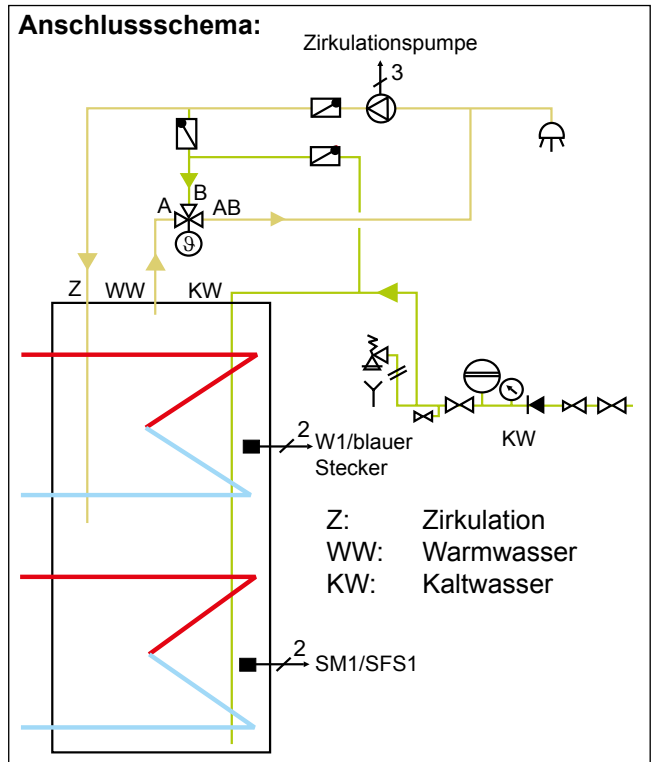 Anschlussschema:
Zirkulationspumpe
3
B
A
AB
ϑ
Z
WW
KW
KW
2
W1/blauer
Stecker
Z: Zirkulation
WW: Warmwasser
KW: Kaltwasser
2
SM1/SFS1